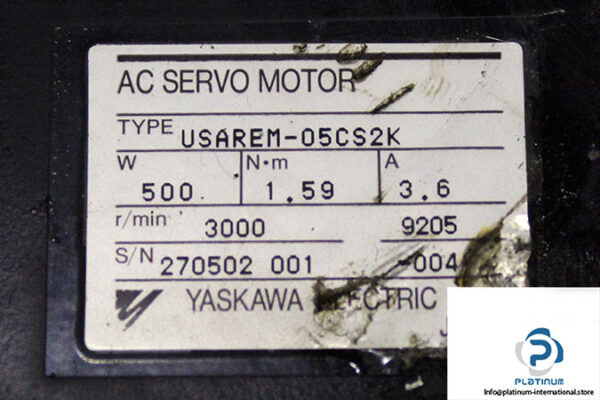 AC SERVO MOTOR
TYPE USAREM-05CS2K
W N·m A
500 1.59 3.6
r/min 3000 9205
S/N 270502 001 -004
YASKAWA ELECTRIC
PLATINUM
Info@platinum-international.store